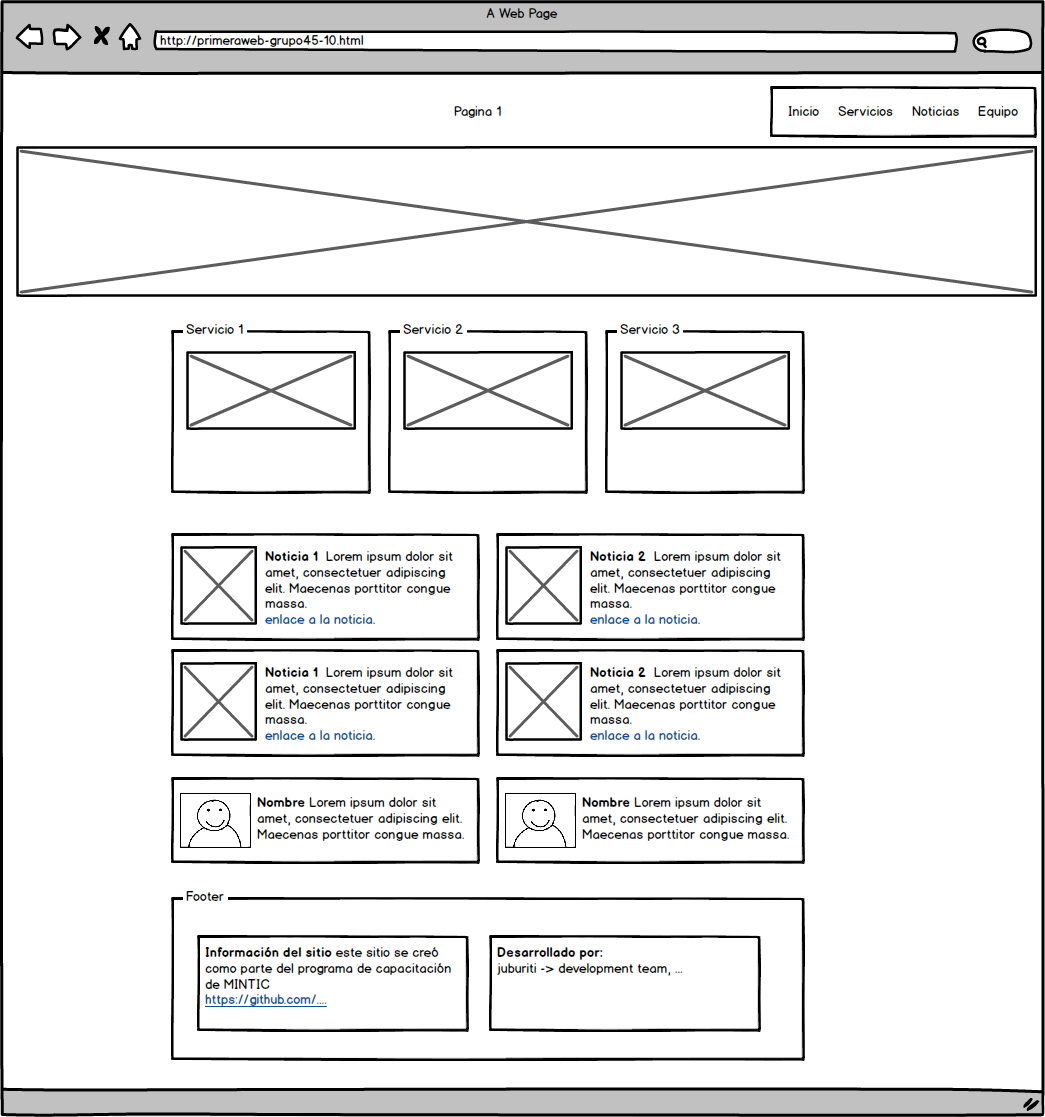 A Web Page
http://primeraweb-grupo45-10.html
Pagina 1
Inicio Servicios Noticias Equipo
Servicio 1
Servicio 2
Servicio 3
Noticia 1 Lorem ipsum dolor sit
amet, consectetuer adipiscing
elit. Maecenas porttitor congue
massa.
enlace a la noticia.
Noticia 2 Lorem ipsum dolor sit
amet, consectetuer adipiscing
elit. Maecenas porttitor congue
massa.
enlace a la noticia.
Noticia 1 Lorem ipsum dolor sit
amet, consectetuer adipiscing
elit. Maecenas porttitor congue
massa.
enlace a la noticia.
Noticia 2 Lorem ipsum dolor sit
amet, consectetuer adipiscing
elit. Maecenas porttitor congue
massa.
enlace a la noticia.
Nombre Lorem ipsum dolor sit
amet, consectetuer adipiscing elit.
Maecenas porttitor congue massa.
Nombre Lorem ipsum dolor sit
amet, consectetuer adipiscing elit.
Maecenas porttitor congue massa.
Footer
Información del sitio este sitio se creó
como parte del programa de capacitación
de MINTIC
https://github.com/....
Desarrollado por:
juburiti -> development team, ...